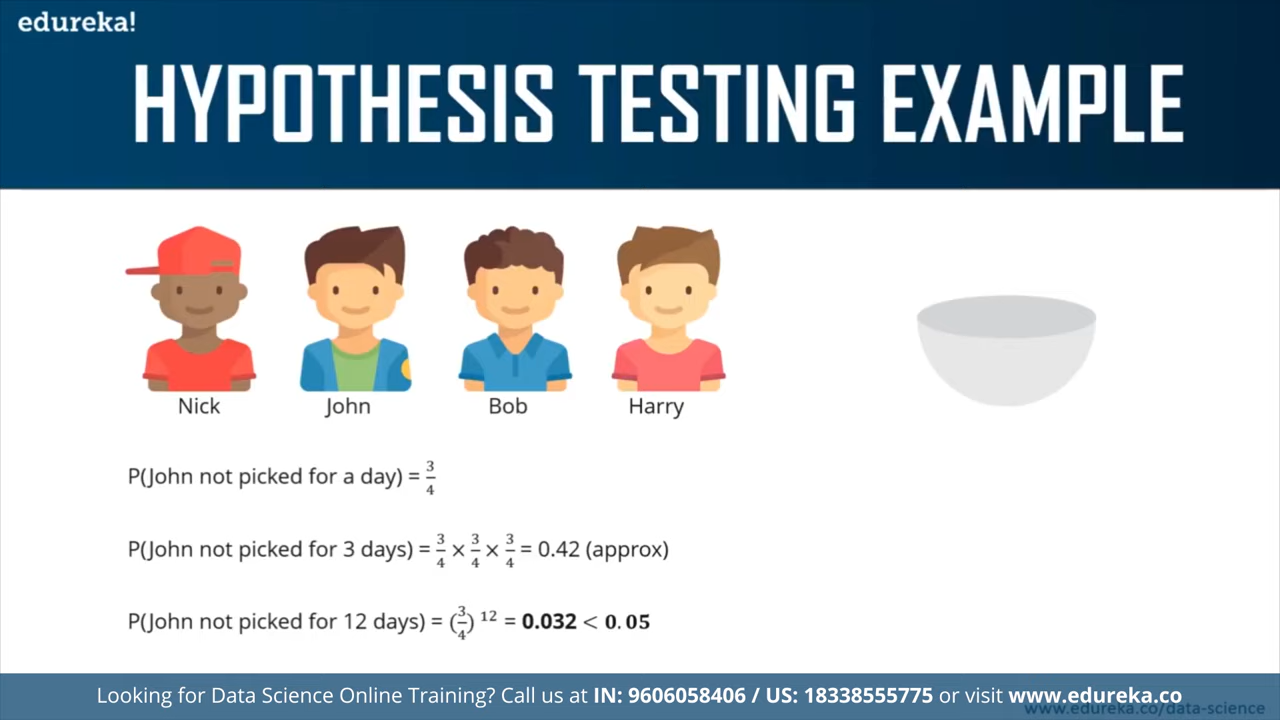 edureka!
HYPOTHESIS TESTING EXAMPLE
Nick John Bob Harry
P(John not picked for a day) = 3/4
P(John not picked for 3 days) = 3/4 × 3/4 × 3/4 = 0.42 (approx)
P(John not picked for 12 days) = (3/4) ¹² = 0.032 < 0.05
Looking for Data Science Online Training? Call us at IN: 9606058406 / US: 18338555775 or visit www.edureka.co
www.edureka.co/data-science